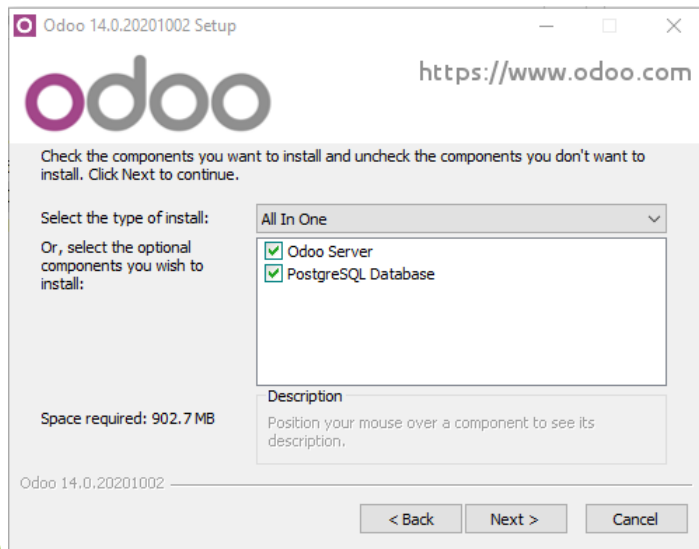 Odoo 14.0.20201002 Setup
odoo
https://www.odoo.com
Check the components you want to install and uncheck the components you don't want to
install. Click Next to continue.
Select the type of install:
All In One
Or, select the optional
components you wish to
install:
Odoo Server
PostgreSQL Database
Space required: 902.7 MB
Description
Position your mouse over a component to see its
description.
Odoo 14.0.20201002
< Back
Next >
Cancel